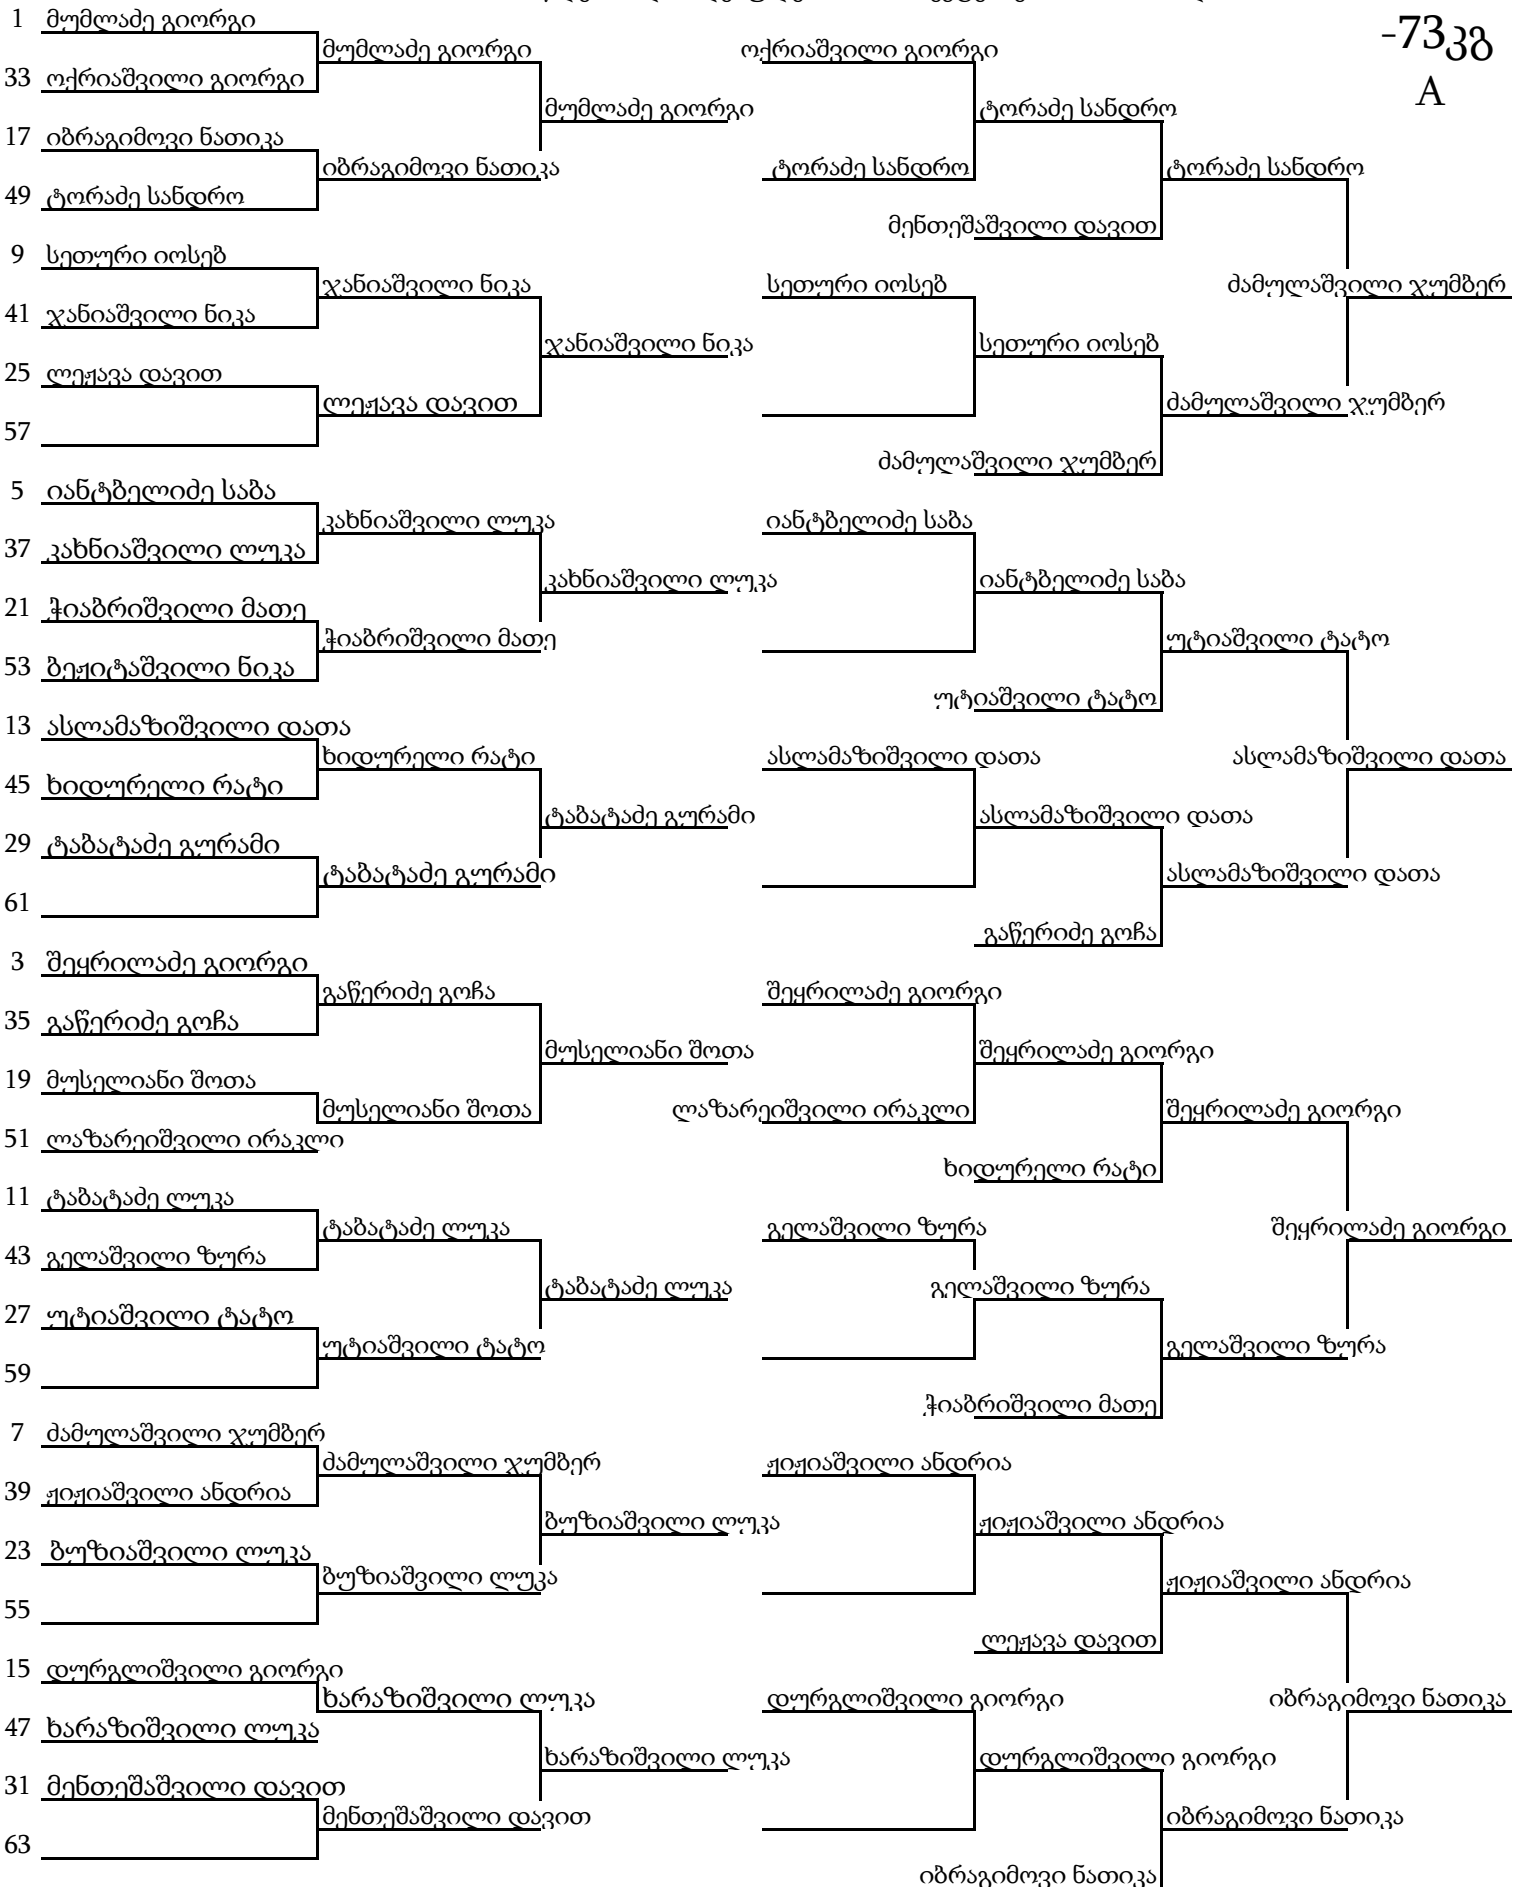 -73კგ
A
1 მუმლაძე გიორგი
მუმლაძე გიორგი
ოქრიაშვილი გიორგი
33 ოქრიაშვილი გიორგი
მუმლაძე გიორგი
ტორაძე სანდრო
17 იბრაგიმოვი ნათიკა
იბრაგიმოვი ნათიკა
ტორაძე სანდრო
ტორაძე სანდრო
49 ტორაძე სანდრო
მენთეშაშვილი დავით
9 სეთური იოსებ
ჯანიაშვილი ნიკა
სეთური იოსებ
ძამულაშვილი ჯუმბერ
41 ჯანიაშვილი ნიკა
ჯანიაშვილი ნიკა
სეთური იოსებ
25 ლეჟავა დავით
ლეჟავა დავით
ძამულაშვილი ჯუმბერ
57
ძამულაშვილი ჯუმბერ
5 იანტბელიძე საბა
კახნიაშვილი ლუკა
იანტბელიძე საბა
37 კახნიაშვილი ლუკა
კახნიაშვილი ლუკა
იანტბელიძე საბა
21 ჭიაბრიშვილი მათე
ჭიაბრიშვილი მათე
უტიაშვილი ტატო
53 ბეჟიტაშვილი ნიკა
უტიაშვილი ტატო
13 ასლამაზიშვილი დათა
ხიდურელი რატი
ასლამაზიშვილი დათა
ასლამაზიშვილი დათა
45 ხიდურელი რატი
ტაბატაძე გურამი
ასლამაზიშვილი დათა
29 ტაბატაძე გურამი
ტაბატაძე გურამი
ასლამაზიშვილი დათა
61
გაწერიძე გოჩა
3 შეყრილაძე გიორგი
გაწერიძე გოჩა
შეყრილაძე გიორგი
35 გაწერიძე გოჩა
მუსელიანი შოთა
შეყრილაძე გიორგი
19 მუსელიანი შოთა
მუსელიანი შოთა
ლაზარეიშვილი ირაკლი
შეყრილაძე გიორგი
51 ლაზარეიშვილი ირაკლი
ხიდურელი რატი
11 ტაბატაძე ლუკა
ტაბატაძე ლუკა
გელაშვილი ზურა
შეყრილაძე გიორგი
43 გელაშვილი ზურა
ტაბატაძე ლუკა
გელაშვილი ზურა
27 უტიაშვილი ტატო
უტიაშვილი ტატო
გელაშვილი ზურა
59
ჭიაბრიშვილი მათე
7 ძამულაშვილი ჯუმბერ
ძამულაშვილი ჯუმბერ
ჟიჟიაშვილი ანდრია
39 ჟიჟიაშვილი ანდრია
ბუზიაშვილი ლუკა
ჟიჟიაშვილი ანდრია
23 ბუზიაშვილი ლუკა
ბუზიაშვილი ლუკა
ჟიჟიაშვილი ანდრია
55
ლეჟავა დავით
15 დურგლიშვილი გიორგი
ხარაზიშვილი ლუკა
დურგლიშვილი გიორგი
იბრაგიმოვი ნათიკა
47 ხარაზიშვილი ლუკა
ხარაზიშვილი ლუკა
დურგლიშვილი გიორგი
31 მენთეშაშვილი დავით
მენთეშაშვილი დავით
იბრაგიმოვი ნათიკა
63
იბრაგიმოვი ნათიკა